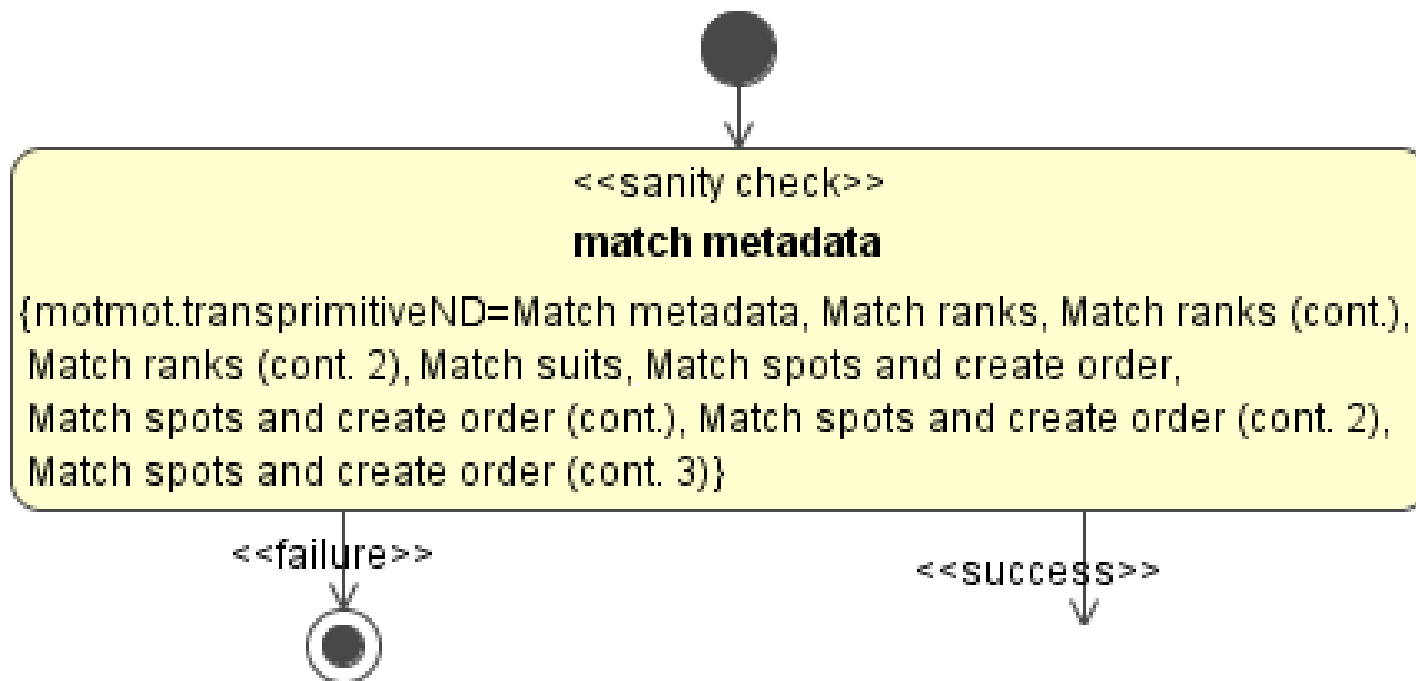 <<sanity check>>
match metadata
{motmot.transprimitiveND=Match metadata, Match ranks, Match ranks (cont.),
Match ranks (cont. 2), Match suits, Match spots and create order,
Match spots and create order (cont.), Match spots and create order (cont. 2),
Match spots and create order (cont. 3)}
<<failure>>
<<success>>